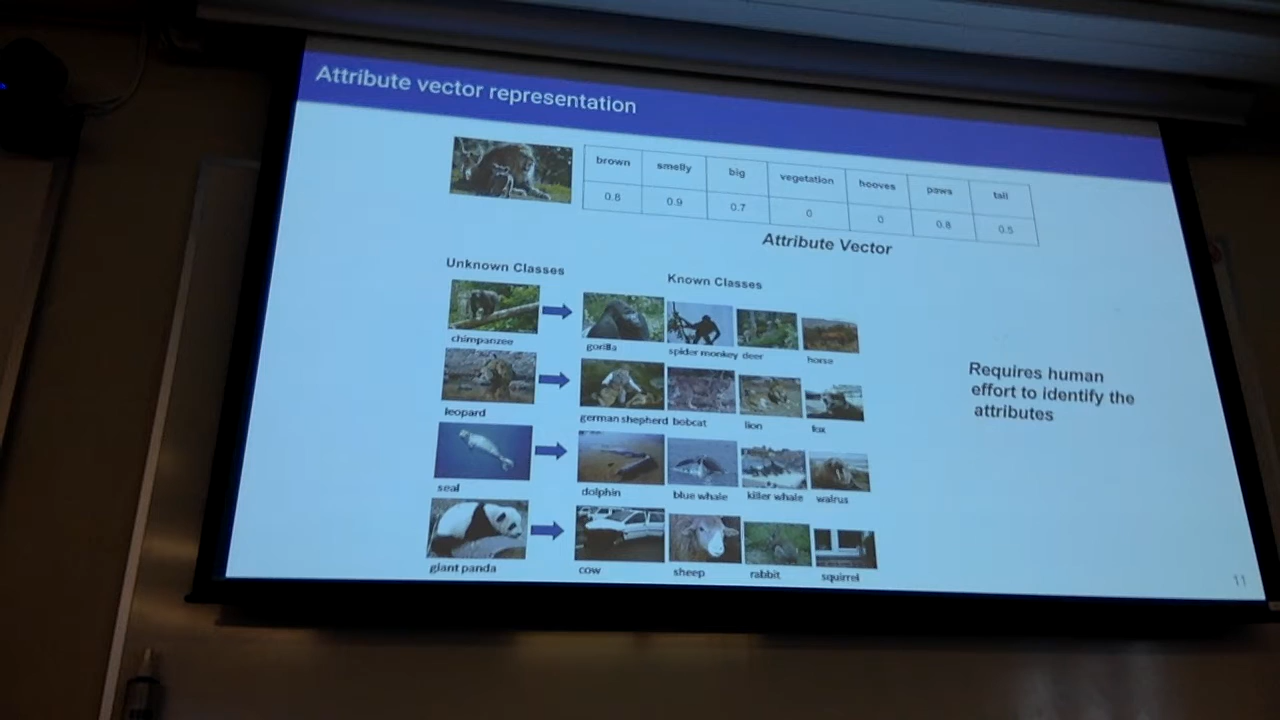 Attribute vector representation
brown smelly big vegetation hooves paws tail
0.8 0.9 0.7 0 0 0.8 0.5
Attribute Vector
Unknown Classes Known Classes
chimpanzee gorilla spider monkey deer horse
leopard german shepherd bobcat lion fox
seal dolphin blue whale killer whale walrus
giant panda cow sheep rabbit squirrel
Requires human
effort to identify the
attributes
11